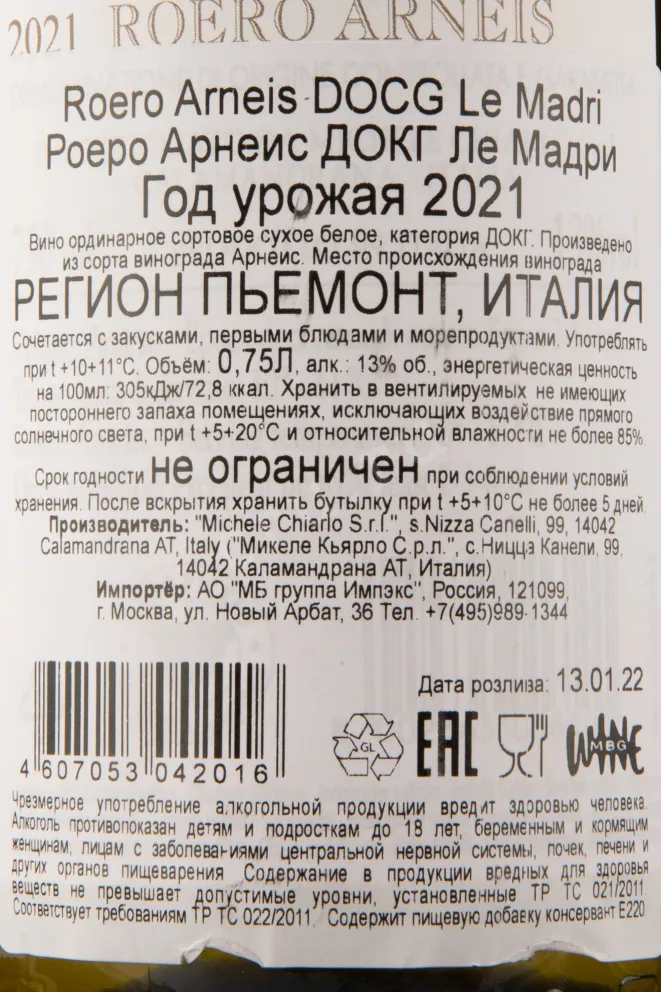 2021 ROERO ARNEIS
Roero Arneis DOCG Le Madri
Роеро Арнеис ДОКГ Ле Мадри
Год урожая 2021
Вино ординарное сортовое сухое белое, категория ДОКГ. Произведено
из сорта винограда Арнеис. Место происхождения винограда
РЕГИОН ПЬЕМОНТ, ИТАЛИЯ
Сочетается с закусками, первыми блюдами и морепродуктами. Употреблять
при t +10+11°С. Объём: 0,75Л, алк.: 13% об., энергетическая ценность
на 100мл: 305кДж/72,8 ккал. Хранить в вентилируемых не имеющих
постороннего запаха помещениях, исключающих воздействие прямого
солнечного света, при t +5+20°С и относительной влажности не более 85%.
Срок годности не ограничен при соблюдении условий
хранения. После вскрытия хранить бутылку при t +5+10°С не более 5 дней.
Производитель: "Michele Chiarlo S.r.l.", s.Nizza Canelli, 99, 14042
Calamandrana AT, Italy ("Микеле Кьярло С.р.л.", с.Ницца Канели, 99,
14042 Каламандрана АТ, Италия)
Импортёр: АО "МБ группа Импэкс", Россия, 121099,
г. Москва, ул. Новый Арбат, 36 Тел. +7(495)989-1344
Дата розлива: 13.01.22
GL EAC WINE MBG
4 607053 042016
Чрезмерное употребление алкогольной продукции вредит здоровью человека.
Алкоголь противопоказан детям и подросткам до 18 лет, беременным и кормящим
женщинам, лицам с заболеваниями центральной нервной системы, почек, печени и
других органов пищеварения Содержание в продукции вредных для здоровья
веществ не превышает допустимые уровни, установленные ТР ТС 021/2011.
Соответствует требованиям ТР ТС 022/2011. Содержит пищевую добавку консервант Е220.